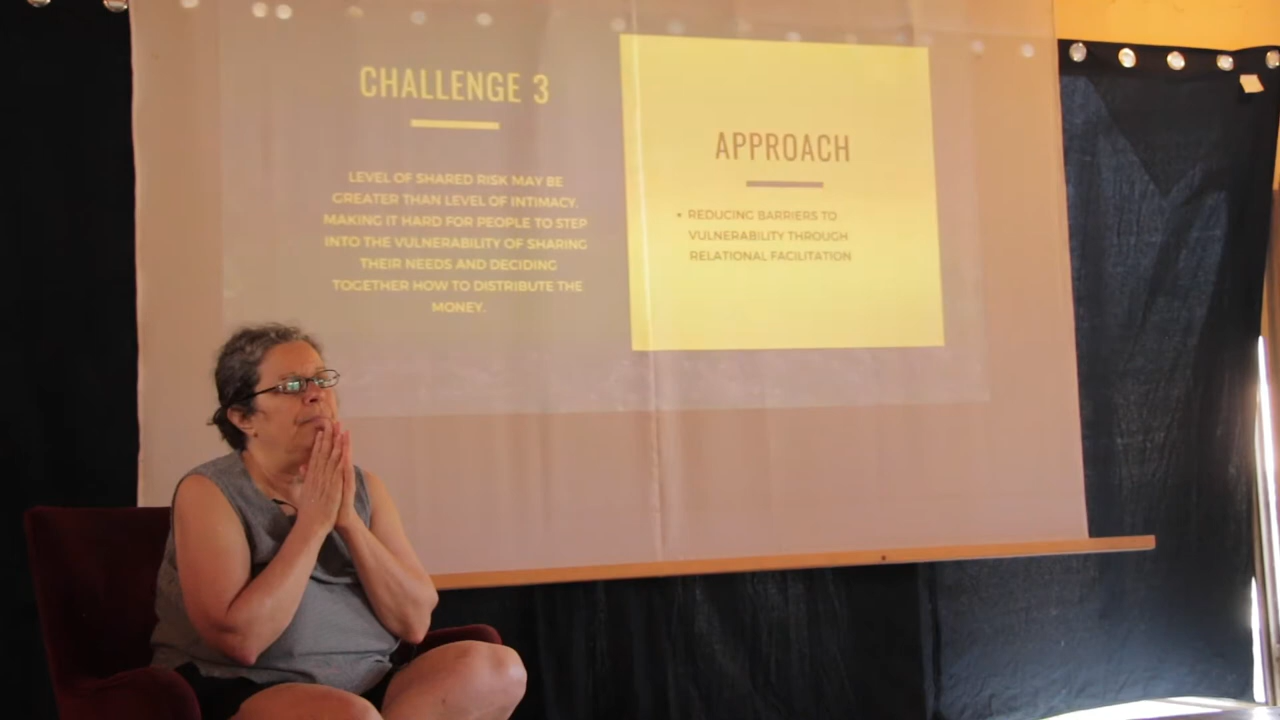 CHALLENGE 3
LEVEL OF SHARED RISK MAY BE
GREATER THAN LEVEL OF INTIMACY,
MAKING IT HARD FOR PEOPLE TO STEP
INTO THE VULNERABILITY OF SHARING
THEIR NEEDS AND DECIDING
TOGETHER HOW TO DISTRIBUTE THE
MONEY.
APPROACH
• REDUCING BARRIERS TO
VULNERABILITY THROUGH
RELATIONAL FACILITATION